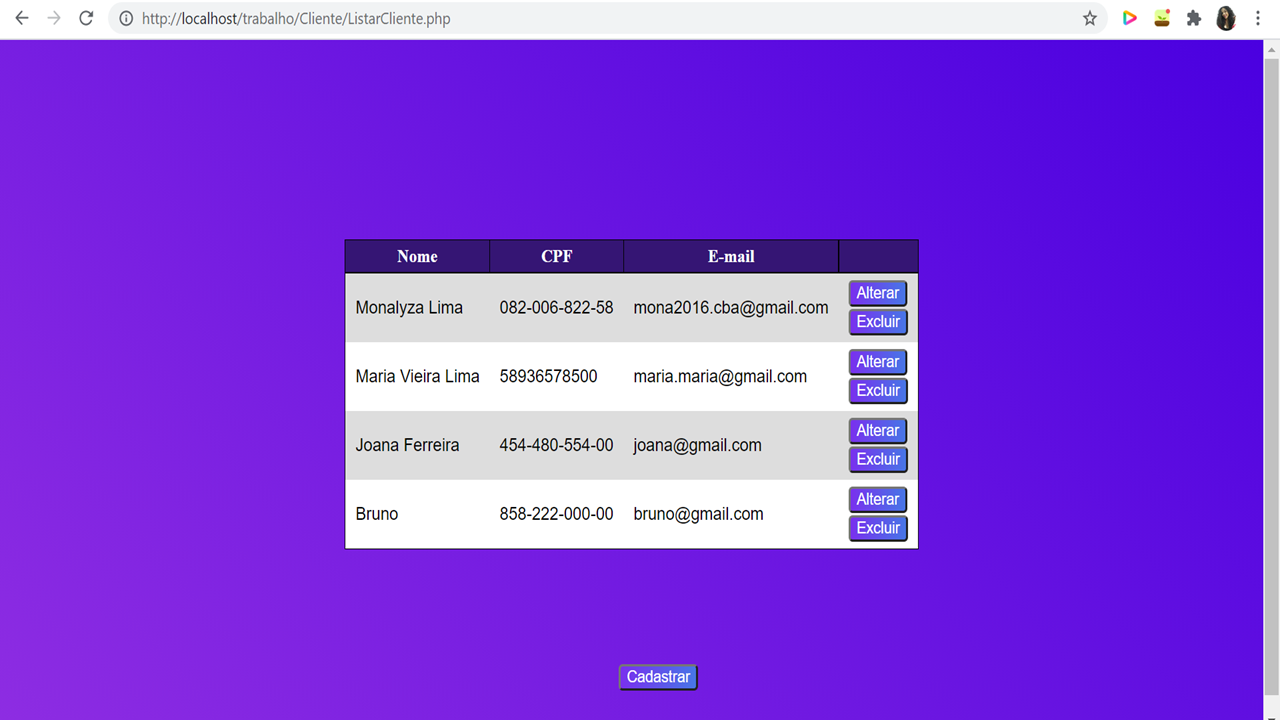 http://localhost/trabalho/Cliente/ListarCliente.php
Nome CPF E-mail
Monalyza Lima 082-006-822-58 mona2016.cba@gmail.com Alterar
Excluir
Maria Vieira Lima 58936578500 maria.maria@gmail.com Alterar
Excluir
Joana Ferreira 454-480-554-00 joana@gmail.com Alterar
Excluir
Bruno 858-222-000-00 bruno@gmail.com Alterar
Excluir
Cadastrar